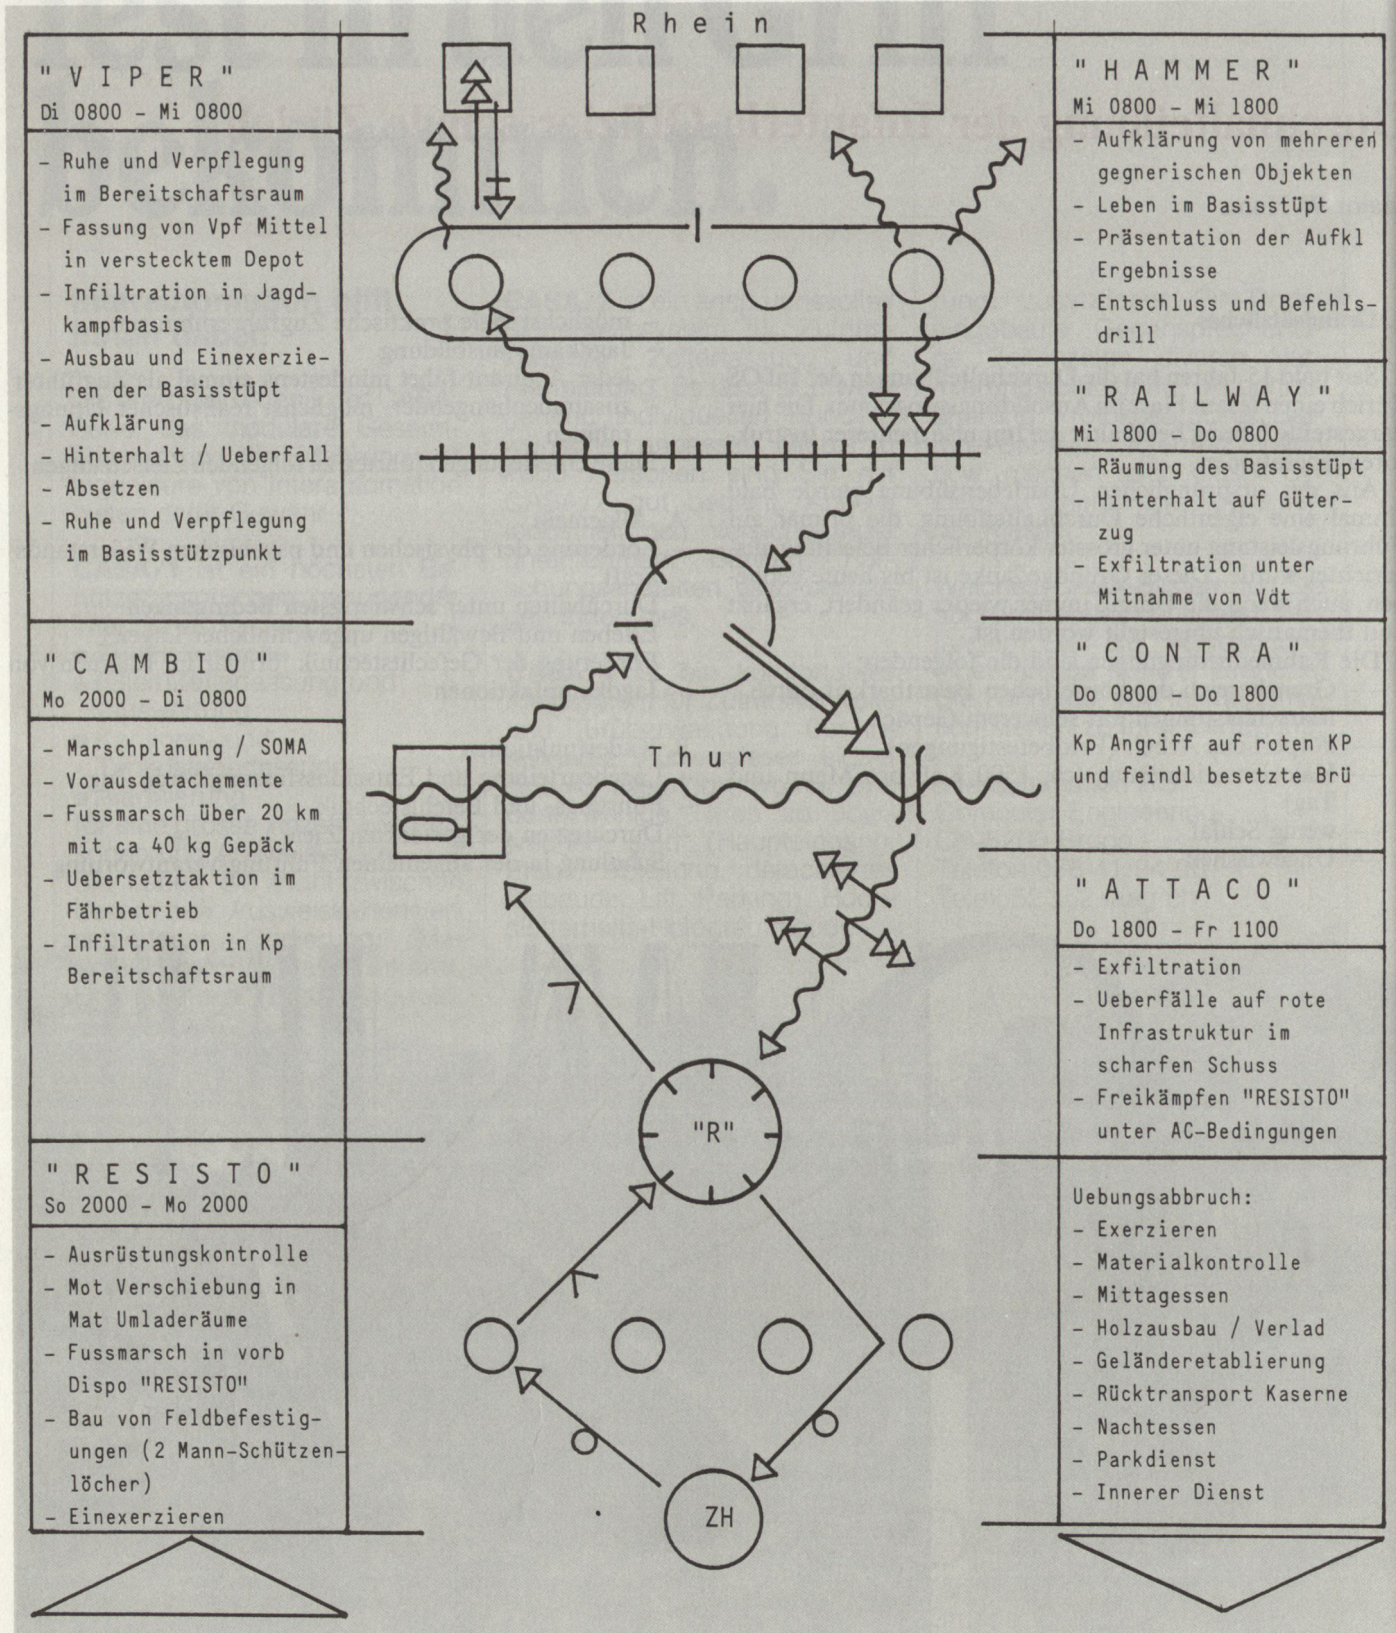 Rhein
"VIPER"
Di 0800 - Mi 0800
- Ruhe und Verpflegung
im Bereitschaftsraum
- Fassung von Vpf Mittel
in verstecktem Depot
- Infiltration in Jagd-
kampfbasis
- Ausbau und Einexerzie-
ren der Basisstüpt
- Aufklärung
- Hinterhalt / Ueberfall
- Absetzen
- Ruhe und Verpflegung
im Basisstützpunkt
"CAMBIO"
Mo 2000 - Di 0800
- Marschplanung / SOMA
- Vorausdetachemente
- Fussmarsch über 20 km
mit ca 40 kg Gepäck
- Uebersetztaktion im
Fährbetrieb
- Infiltration in Kp
Bereitschaftsraum
"RESISTO"
So 2000 - Mo 2000
- Ausrüstungskontrolle
- Mot Verschiebung in
Mat Umladeräume
- Fussmarsch in vorb
Dispo "RESISTO"
- Bau von Feldbefestig-
ungen (2 Mann-Schützen-
löcher)
- Einexerzieren
Thur
"R"
ZH
"HAMMER"
Mi 0800 - Mi 1800
- Aufklärung von mehreren
gegnerischen Objekten
- Leben im Basisstüpt
- Präsentation der Aufkl
Ergebnisse
- Entschluss und Befehls-
drill
"RAILWAY"
Mi 1800 - Do 0800
- Räumung des Basisstüpt
- Hinterhalt auf Güter-
zug
- Exfiltration unter
Mitnahme von Vdt
"CONTRA"
Do 0800 - Do 1800
Kp Angriff auf roten KP
und feindl besetzte Brü
"ATTACO"
Do 1800 - Fr 1100
- Exfiltration
- Ueberfälle auf rote
Infrastruktur im
scharfen Schuss
- Freikämpfen "RESISTO"
unter AC-Bedingungen
Uebungsabbruch:
- Exerzieren
- Materialkontrolle
- Mittagessen
- Holzausbau / Verlad
- Geländeretablierung
- Rücktransport Kaserne
- Nachtessen
- Parkdienst
- Innerer Dienst